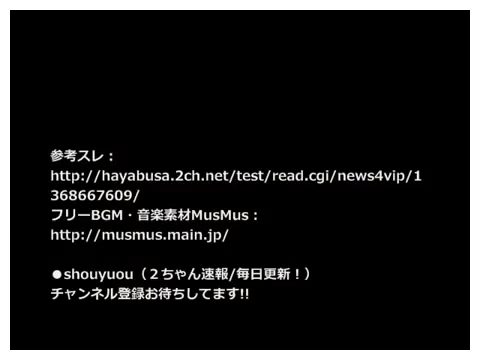 参考スレ：
http://hayabusa.2ch.net/test/read.cgi/news4vip/1
368667609/
フリーBGM・音楽素材MusMus：
http://musmus.main.jp/
●shouyuou（２ちゃん速報/毎日更新！）
チャンネル登録お待ちしてます!!